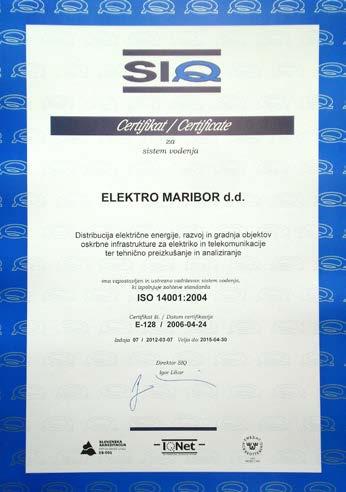 SIQ
Certifikat / Certificate
za
sistem vodenja
ELEKTRO MARIBOR d.d.
Distribucija električne energije, razvoj in gradnja objektov
oskrbne infrastrukture za elektriko in telekomunikacije
ter tehnično preizkušanje in analiziranje
ima vzpostavljen in ustrezno vzdrževan sistem vodenja,
ki izpolnjuje zahteve standarda
ISO 14001:2004
Certifikat št. / Datum certifikacije
E-128 / 2006-04-24
Izdaja 07 / 2012-03-07 Velja do 2015-04-30
Direktor SIQ
Igor Likar
SLOVENSKA
AKREDITACIJA
IQNet